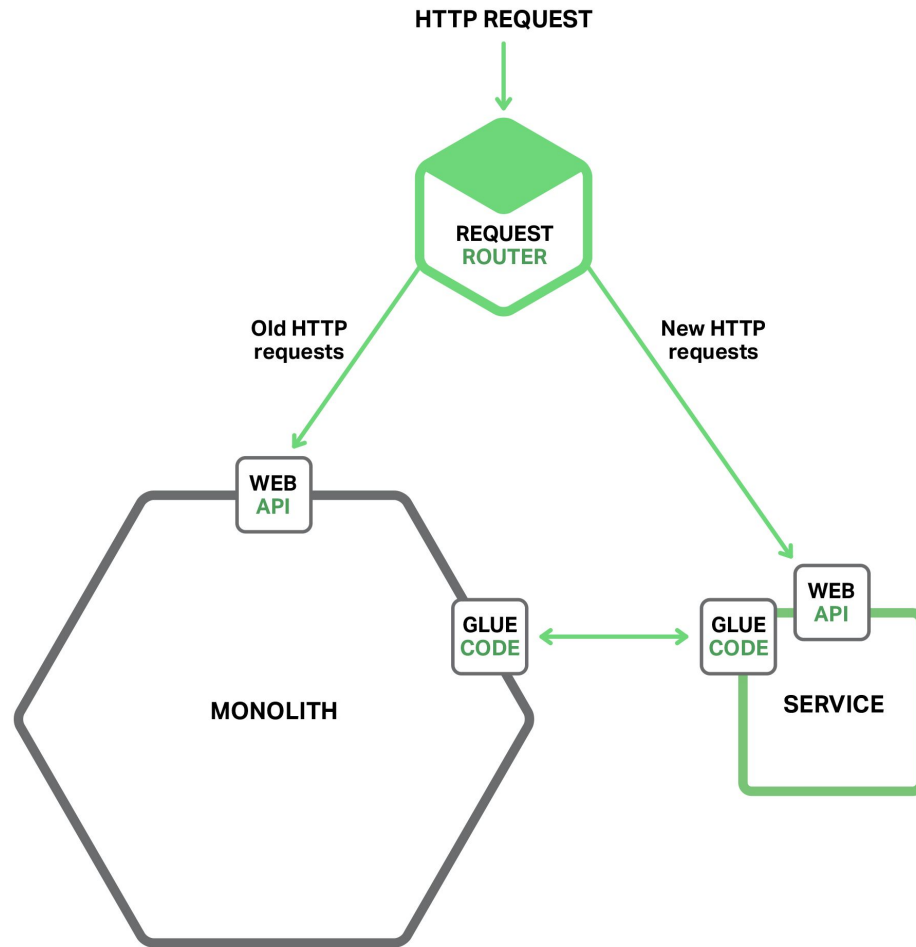 HTTP REQUEST
REQUEST
ROUTER
Old HTTP
requests
New HTTP
requests
WEB
API
WEB
API
GLUE
CODE
GLUE
CODE
MONOLITH
SERVICE